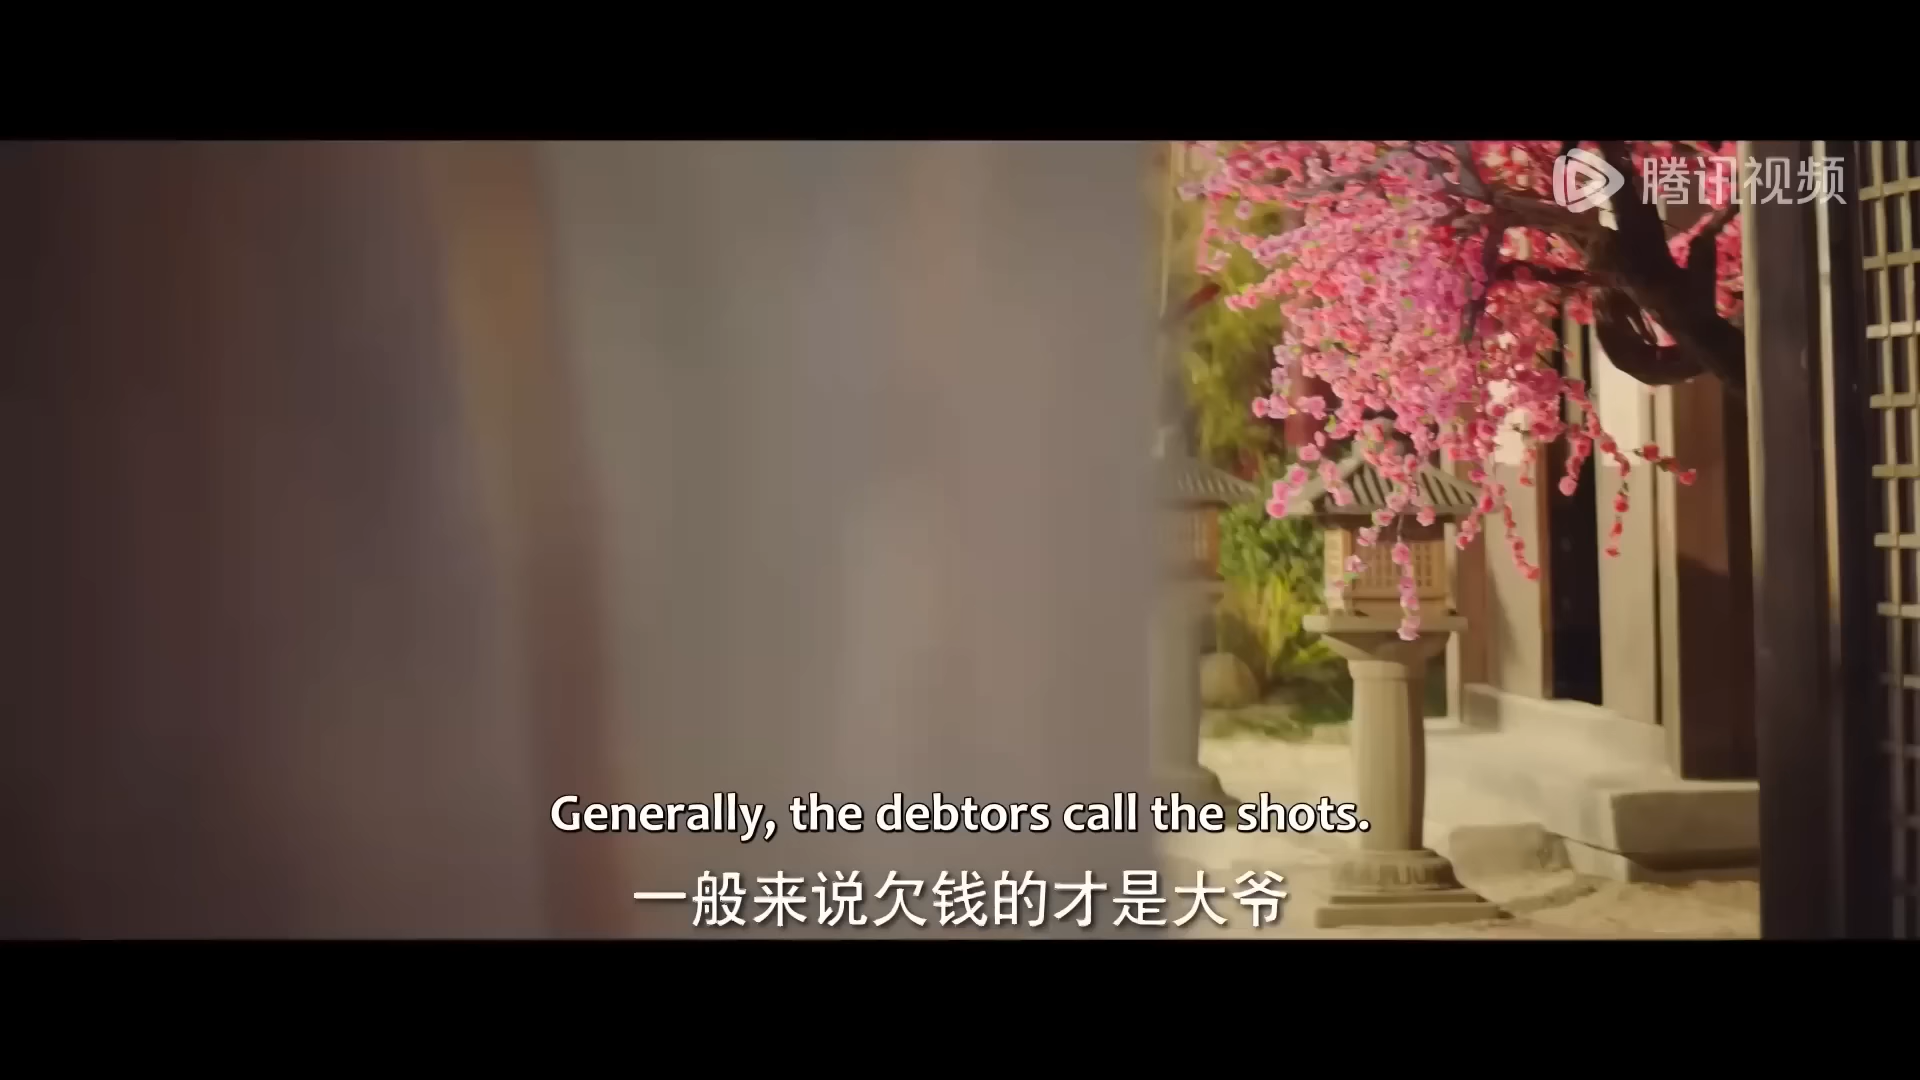 腾讯视频
Generally, the debtors call the shots.
一般来说欠钱的才是大爷